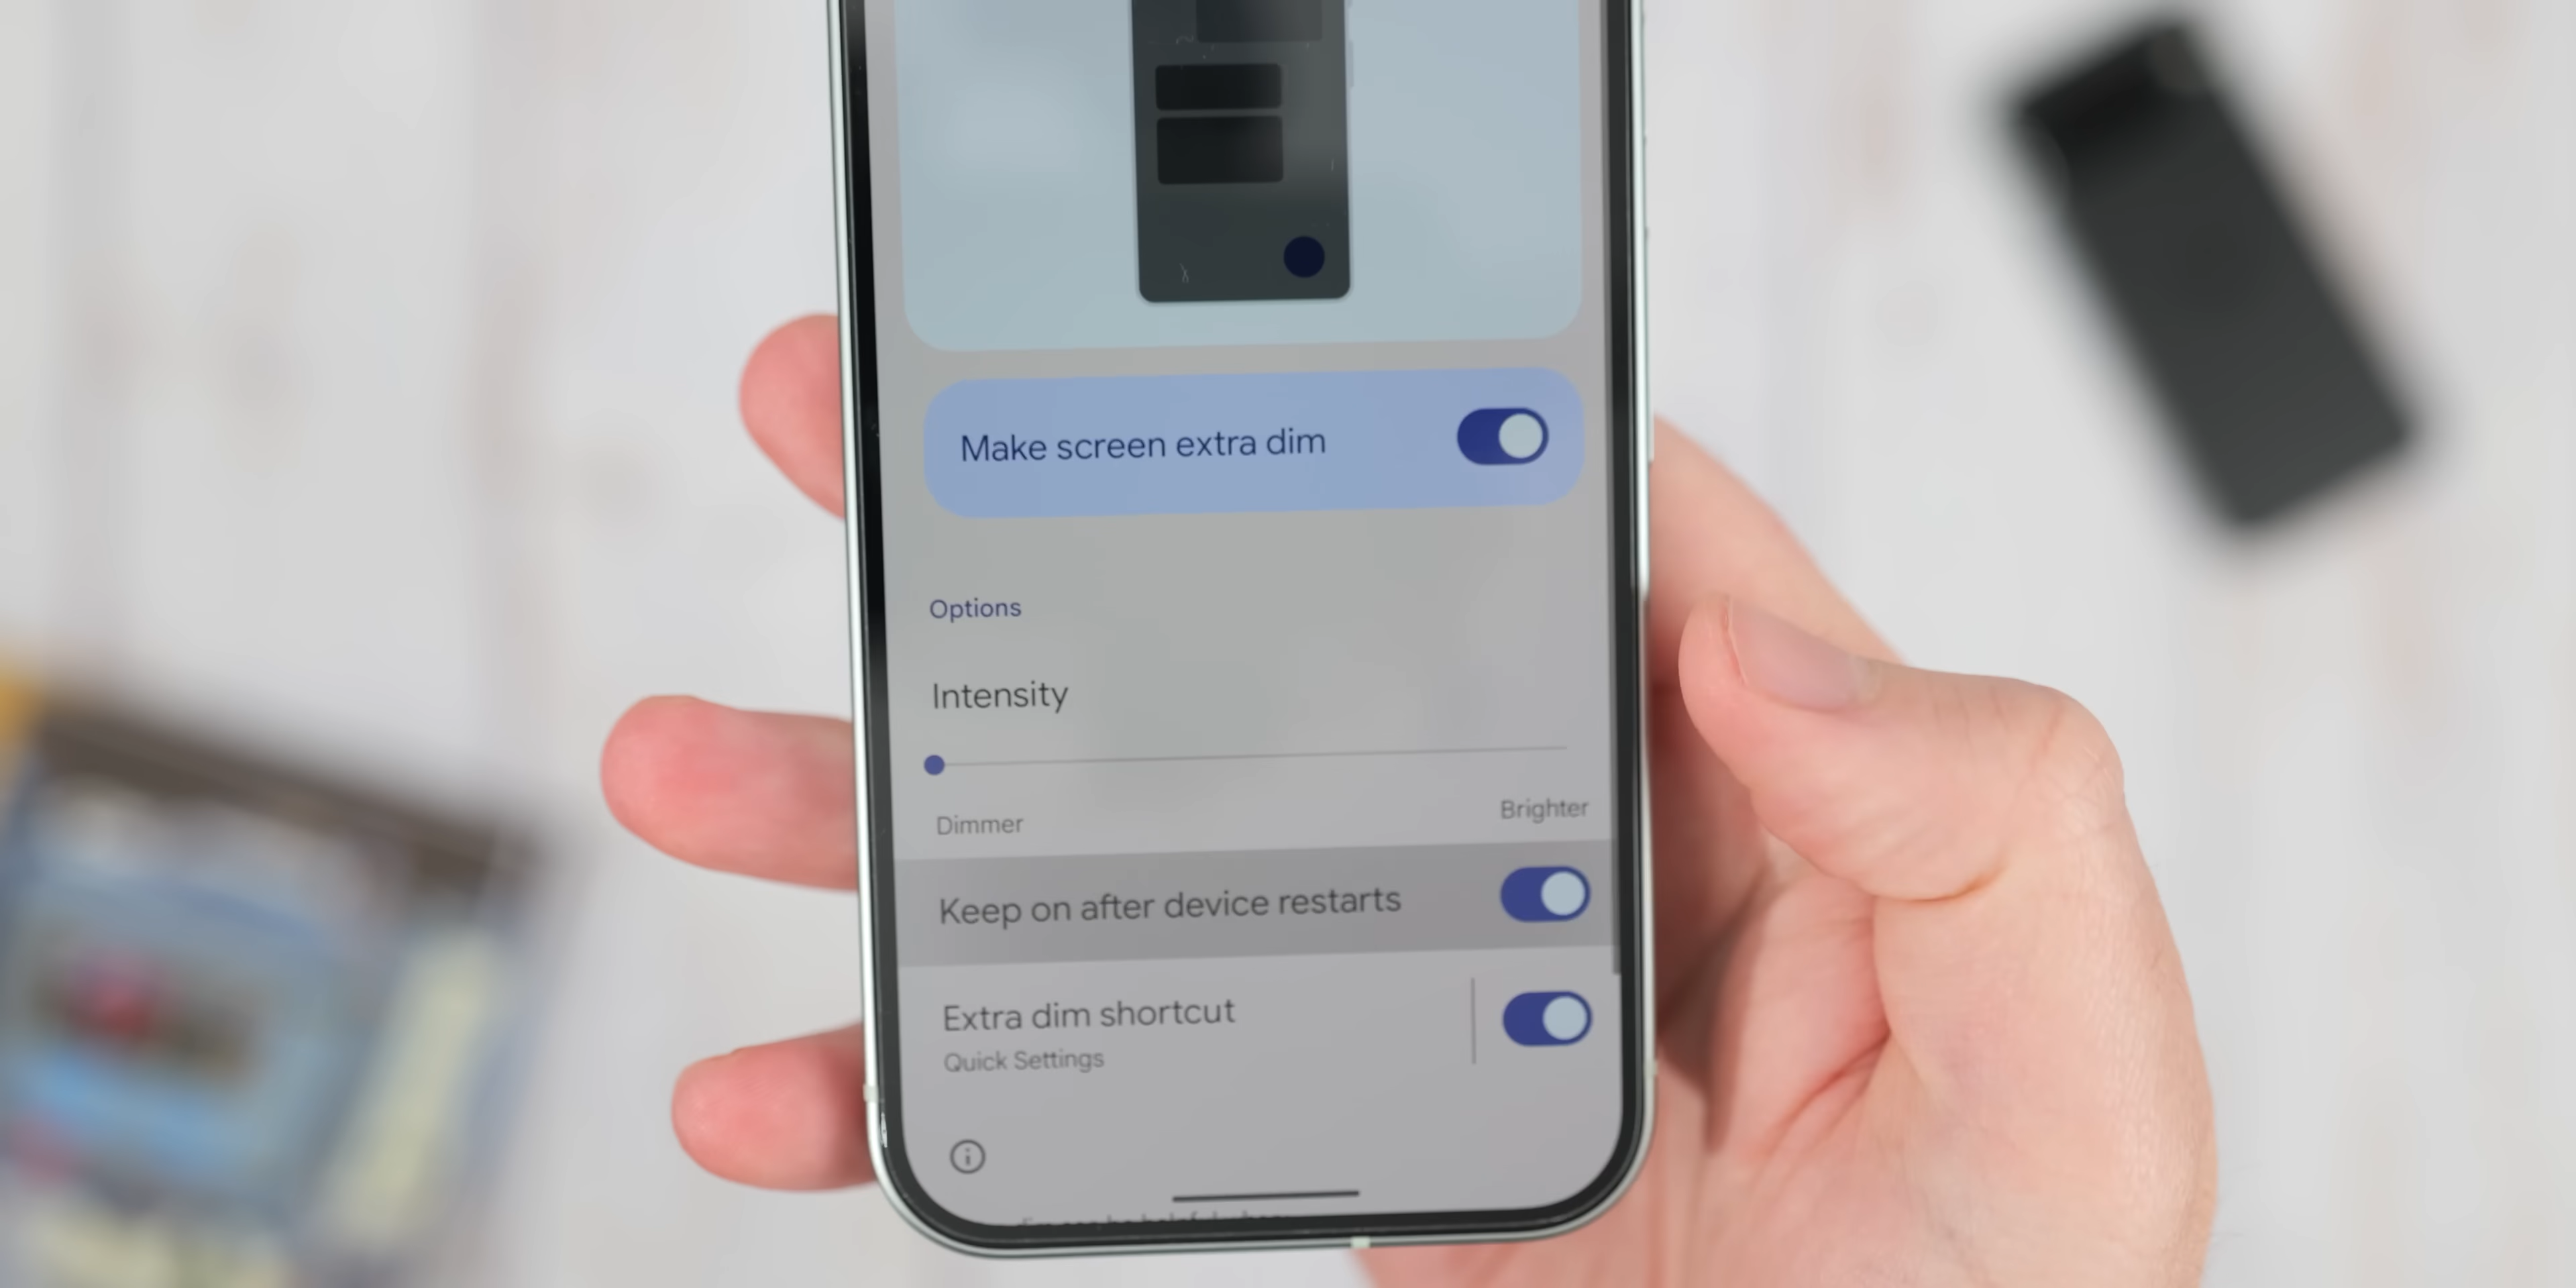 Make screen extra dim
Options
Intensity
Dimmer Brighter
Keep on after device restarts
Extra dim shortcut
Quick Settings